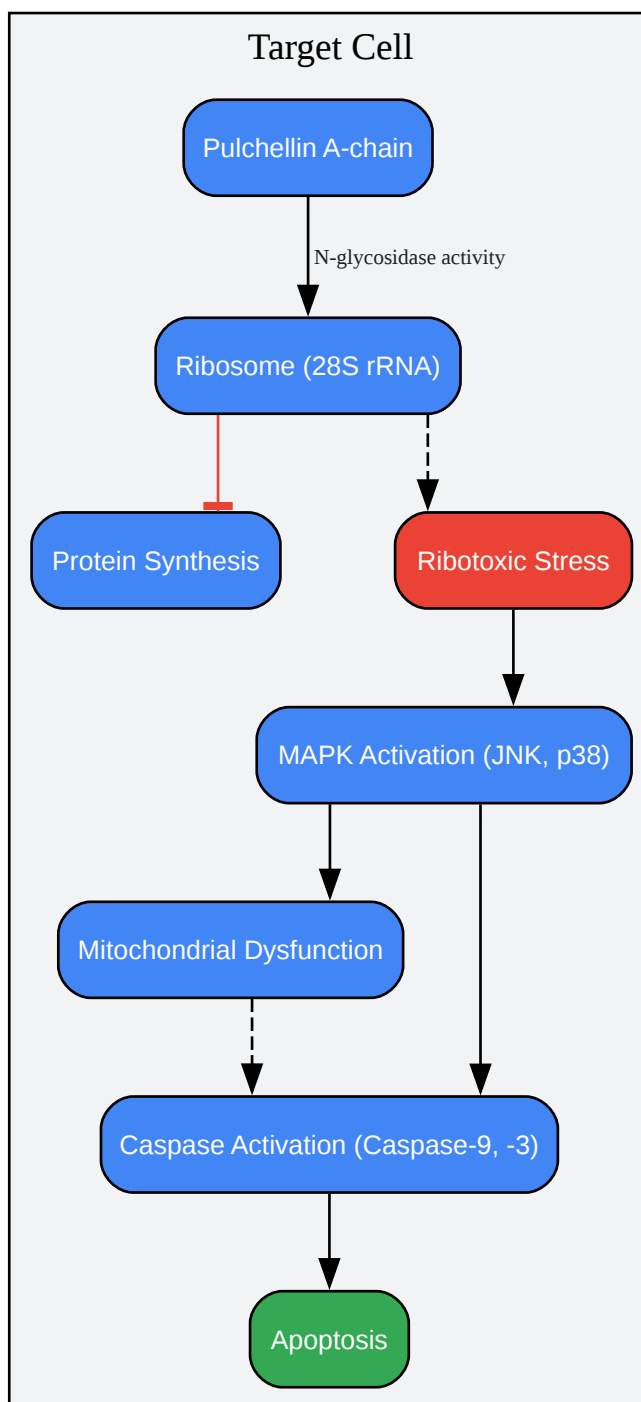 Target Cell
Pulchellin A-chain
N-glycosidase activity
Ribosome (28S rRNA)
Protein Synthesis
Ribotoxic Stress
MAPK Activation (JNK, p38)
Mitochondrial Dysfunction
Caspase Activation (Caspase-9, -3)
Apoptosis